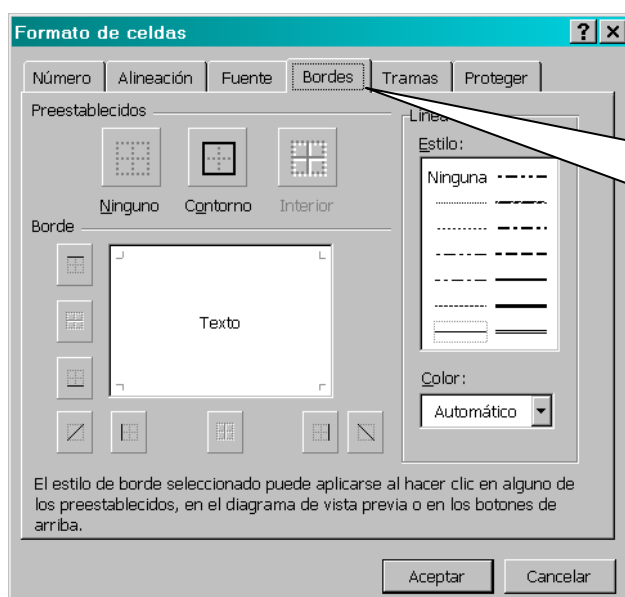 Formato de celdas
Número Alineación Fuente Bordes Tramas Proteger
Preestablecidos
Ninguno Contorno Interior
Borde
Texto
Línea
Estilo:
Ninguna
Color:
Automático
El estilo de borde seleccionado puede aplicarse al hacer clic en alguno de
los preestablecidos, en el diagrama de vista previa o en los botones de
arriba.
Aceptar Cancelar